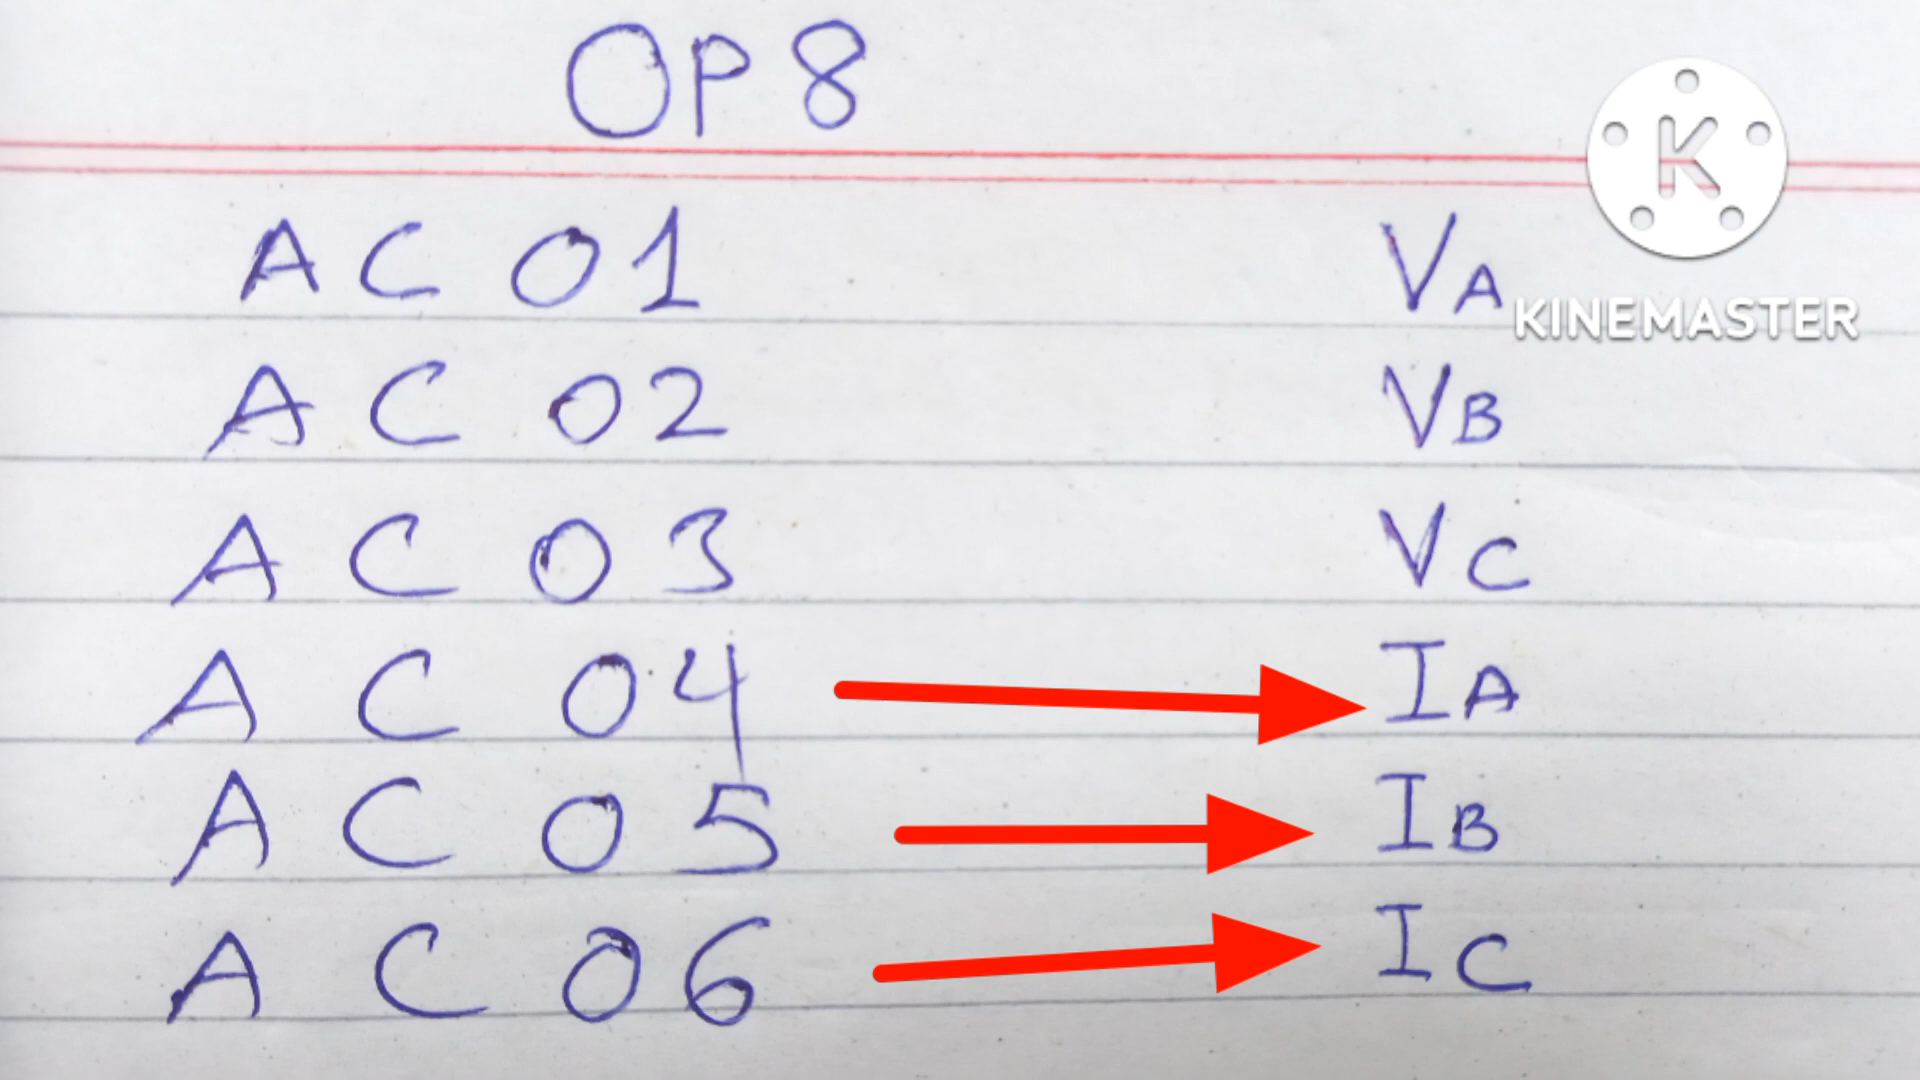 OP8
AC01 VA
KINEMASTER
AC02 VB
AC03 VC
AC04 IA
AC05 IB
AC06 IC